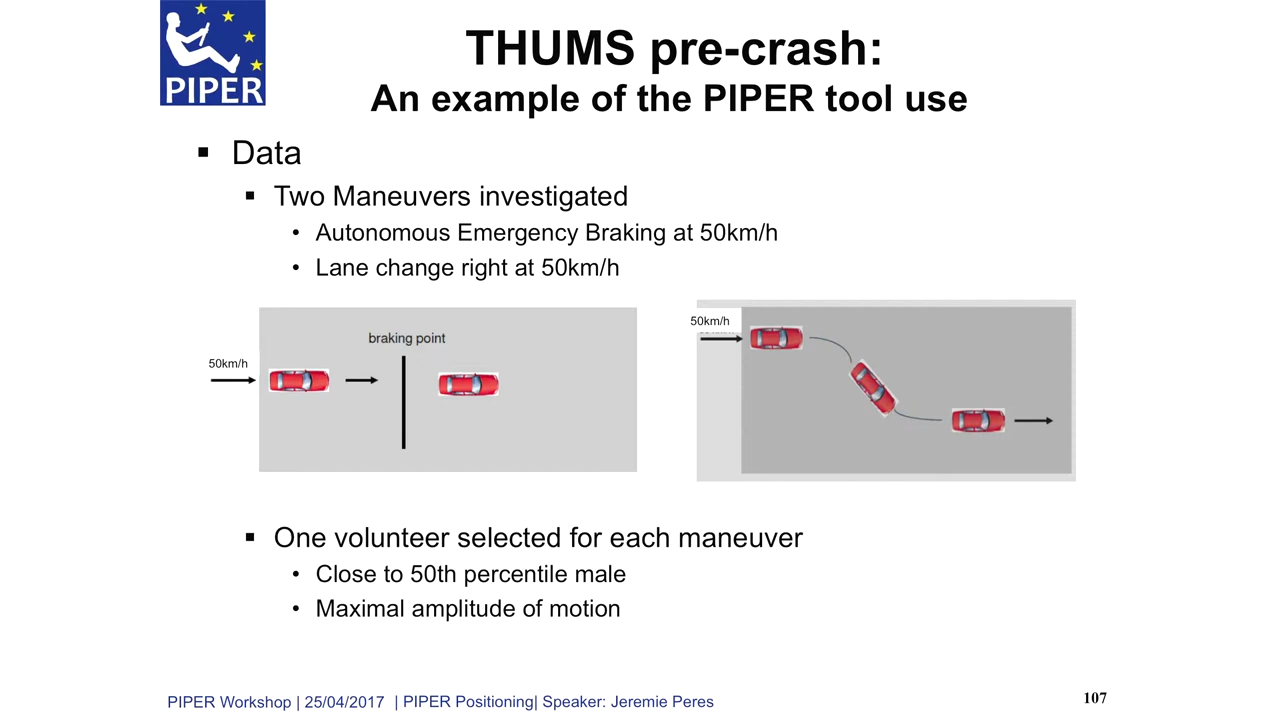 PIPER
THUMS pre-crash:
An example of the PIPER tool use
▪ Data
▪ Two Maneuvers investigated
• Autonomous Emergency Braking at 50km/h
• Lane change right at 50km/h
braking point
50km/h
50km/h
▪ One volunteer selected for each maneuver
• Close to 50th percentile male
• Maximal amplitude of motion
PIPER Workshop | 25/04/2017 | PIPER Positioning| Speaker: Jeremie Peres
107